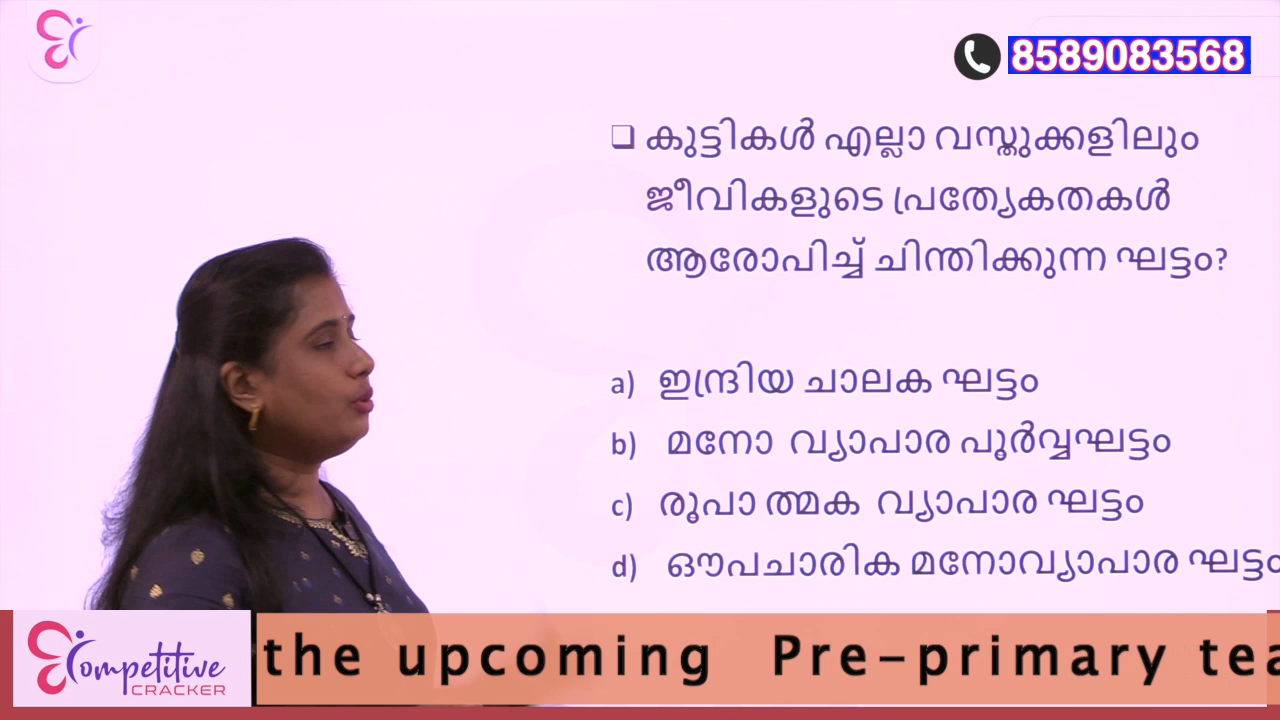 8589083568
❑ കുട്ടികൾ എല്ലാ വസ്തുക്കളിലും
ജീവികളുടെ പ്രത്യേകതകൾ
ആരോപിച്ച് ചിന്തിക്കുന്ന ഘട്ടം?
a) ഇന്ദ്രിയ ചാലക ഘട്ടം
b) മനോ വ്യാപാര പൂർവ്വഘട്ടം
c) രൂപാ ത്മക വ്യാപാര ഘട്ടം
d) ഔപചാരിക മനോവ്യാപാര ഘട്ടം
the upcoming Pre-primary tea
Competitive
CRACKER